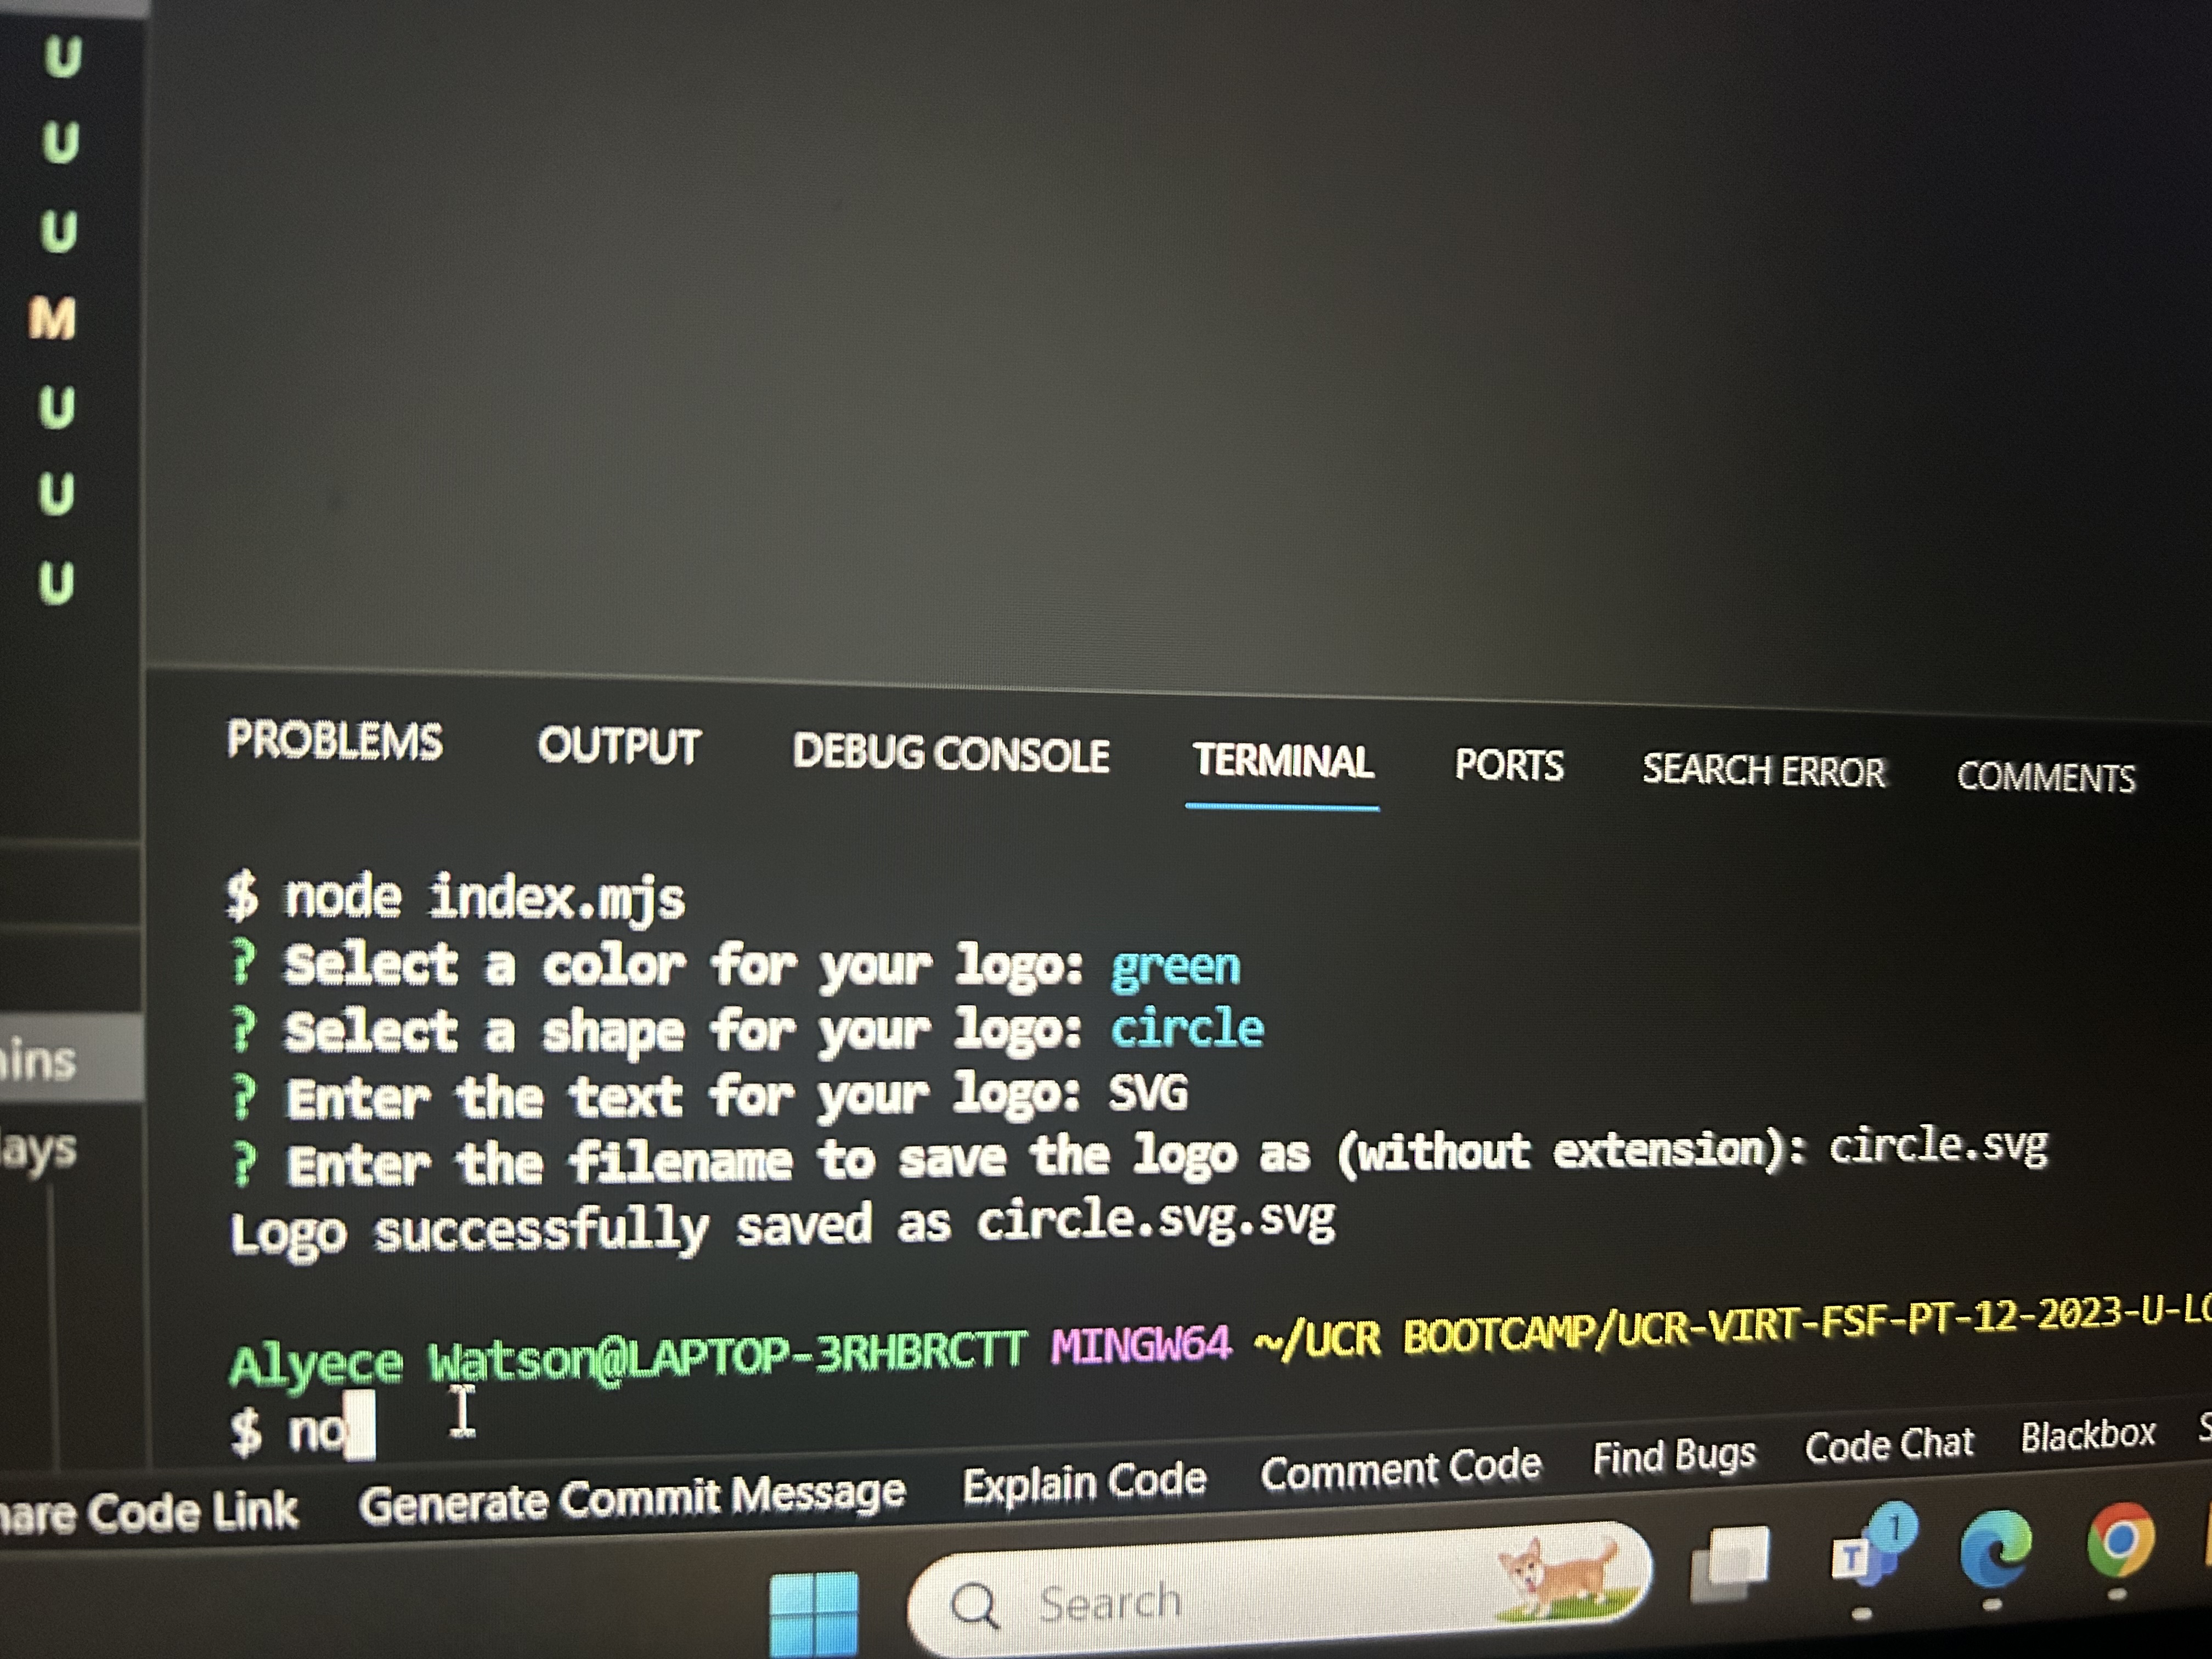 U
U
U
M
U
U
U
PROBLEMS OUTPUT DEBUG CONSOLE TERMINAL PORTS SEARCH ERROR COMMENTS
$ node index.mjs
? Select a color for your logo: green
? Select a shape for your logo: circle
? Enter the text for your logo: SVG
? Enter the filename to save the logo as (without extension): circle.svg
Logo successfully saved as circle.svg.svg
Alyece Watson@LAPTOP-3RHBRCTT MINGW64 ~/UCR BOOTCAMP/UCR-VIRT-FSF-PT-12-2023-U-LO
$ no
Code Link Generate Commit Message Explain Code Comment Code Find Bugs Code Chat Blackbox
Search
T 1